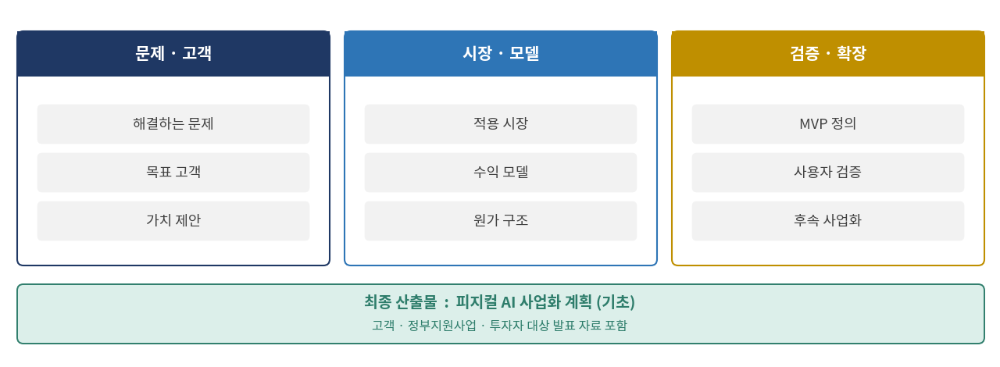 문제 · 고객
해결하는 문제
목표 고객
가치 제안
시장 · 모델
적용 시장
수익 모델
원가 구조
검증 · 확장
MVP 정의
사용자 검증
후속 사업화
최종 산출물 : 피지컬 AI 사업화 계획 (기초)
고객 · 정부지원사업 · 투자자 대상 발표 자료 포함